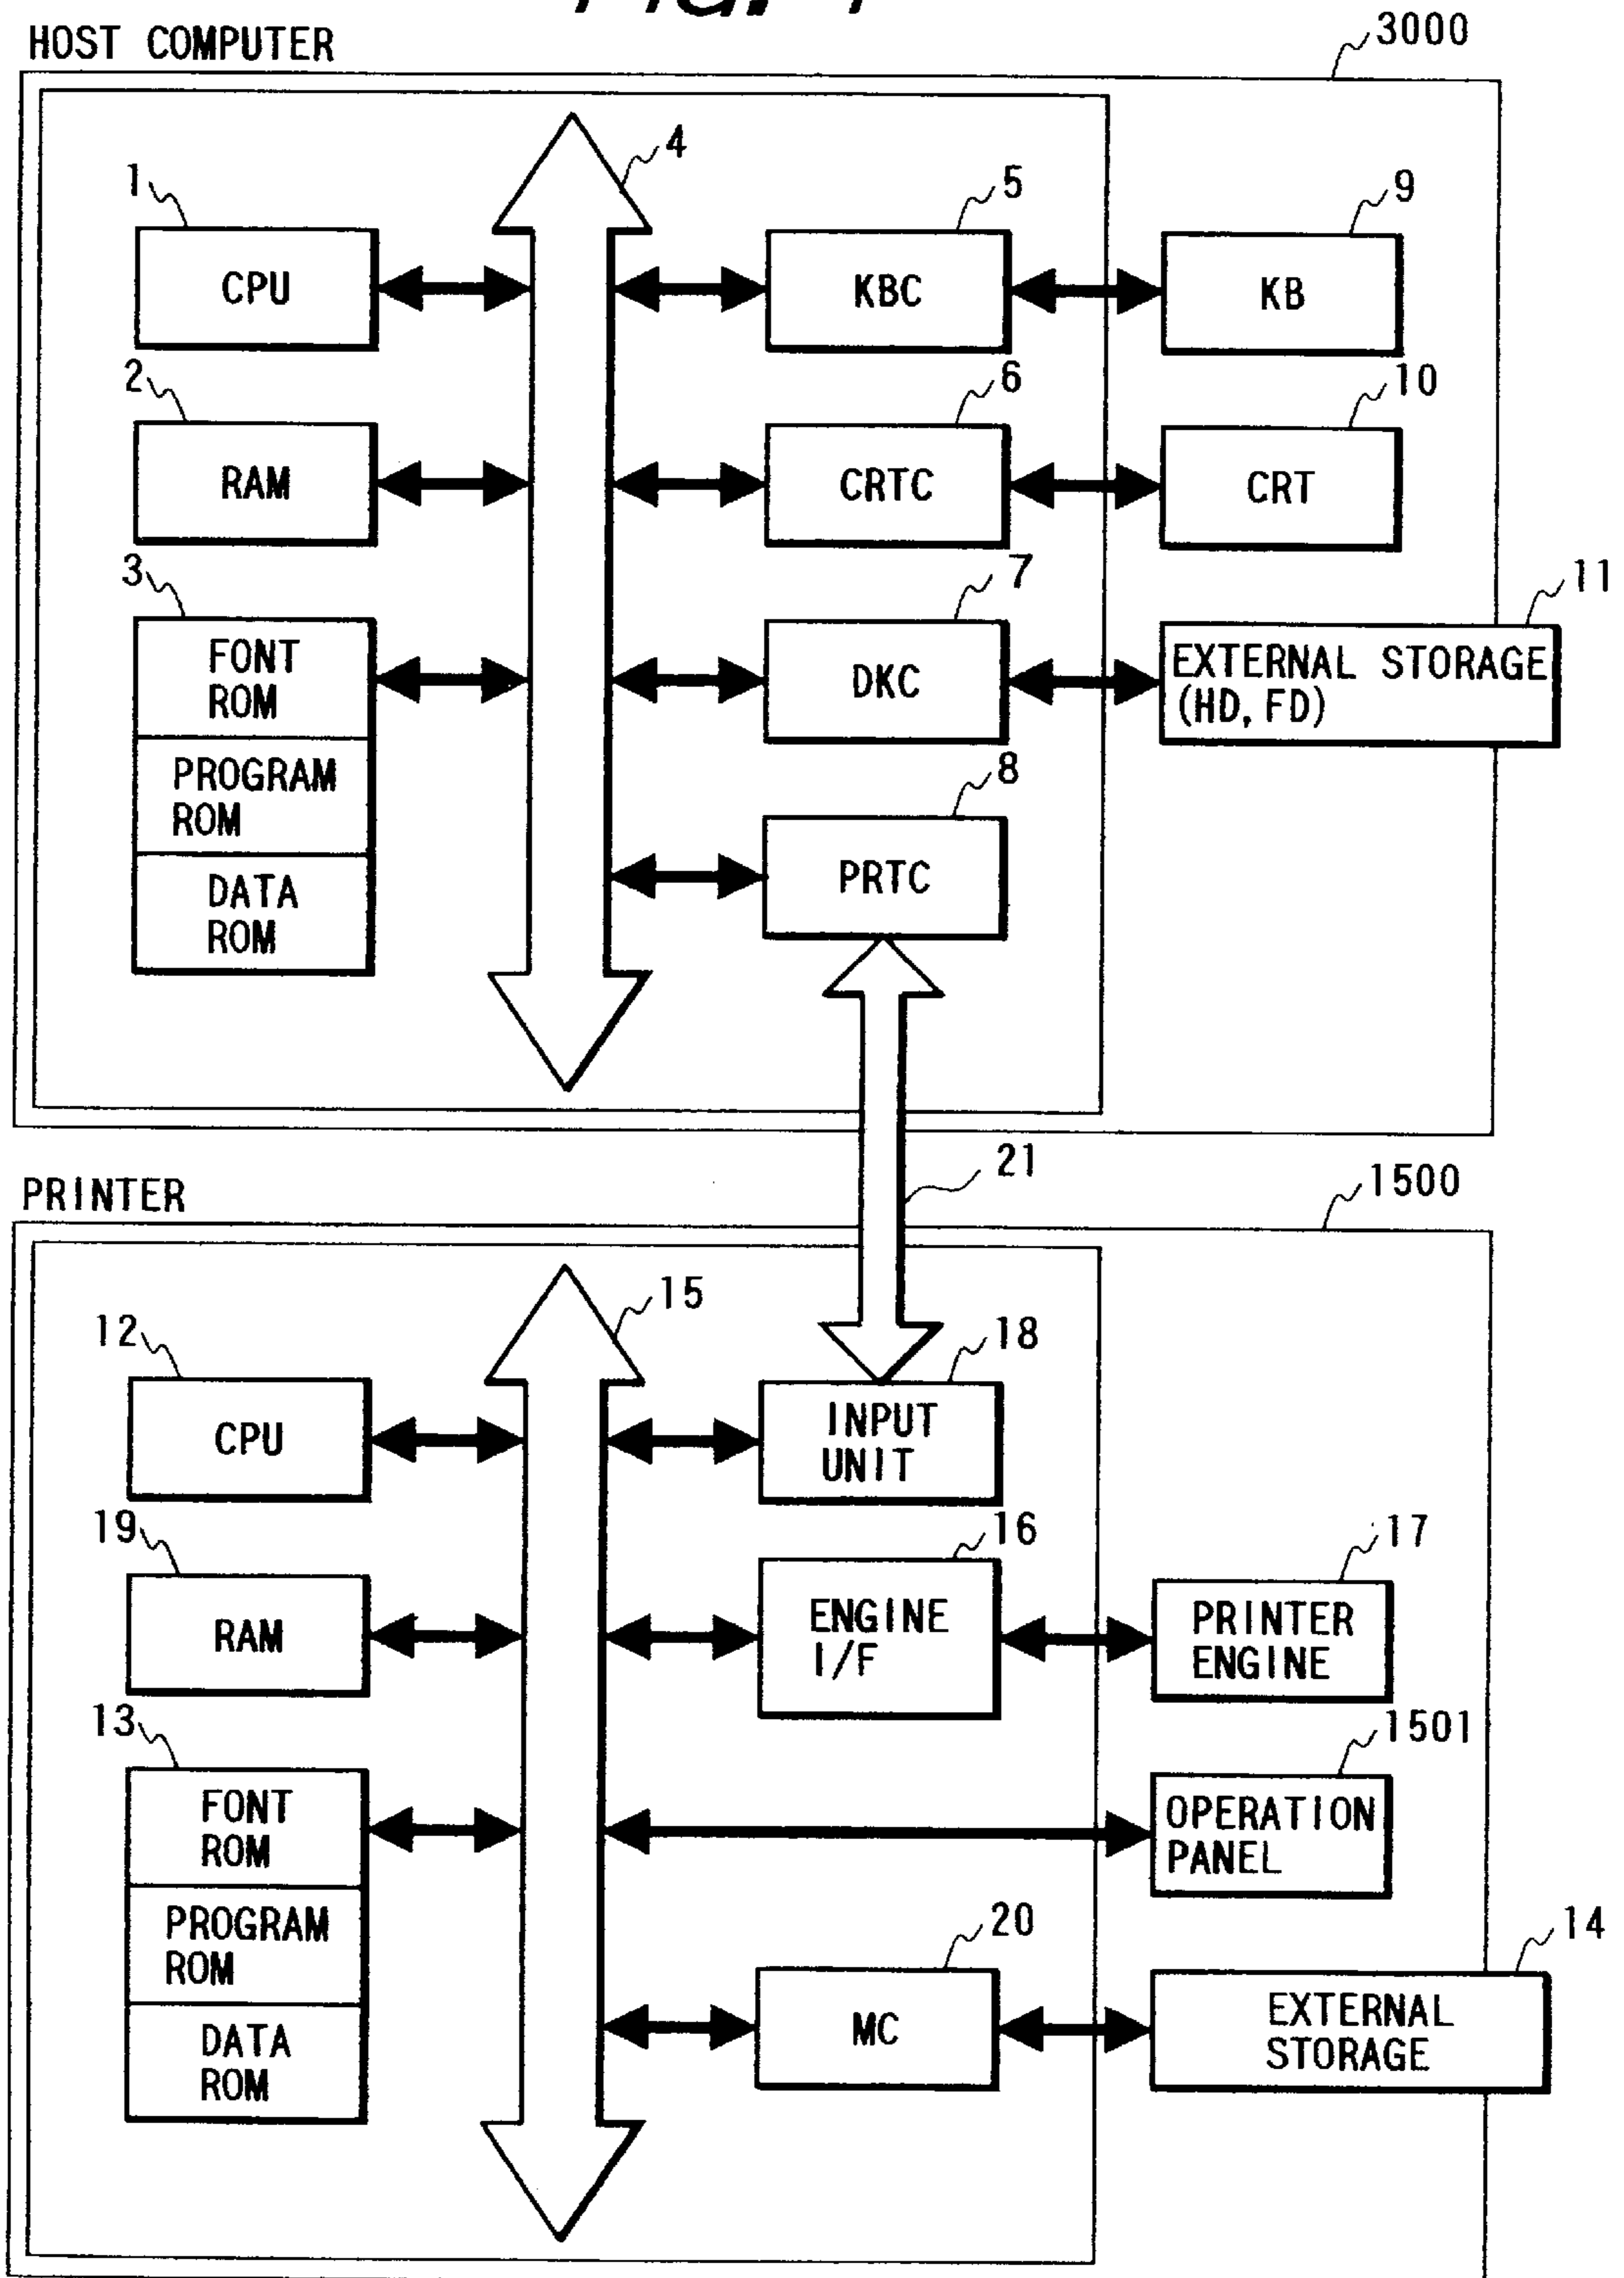 HOST COMPUTER
3000
4
1
CPU
5
KBC
9
KB
2
RAM
6
CRTC
10
CRT
3
FONT
ROM
PROGRAM
ROM
DATA
ROM
7
DKC
11
EXTERNAL STORAGE
(HD, FD)
8
PRTC
21
PRINTER
1500
15
12
CPU
18
INPUT
UNIT
19
RAM
16
ENGINE
I/F
17
PRINTER
ENGINE
13
FONT
ROM
PROGRAM
ROM
DATA
ROM
1501
OPERATION
PANEL
20
MC
14
EXTERNAL
STORAGE